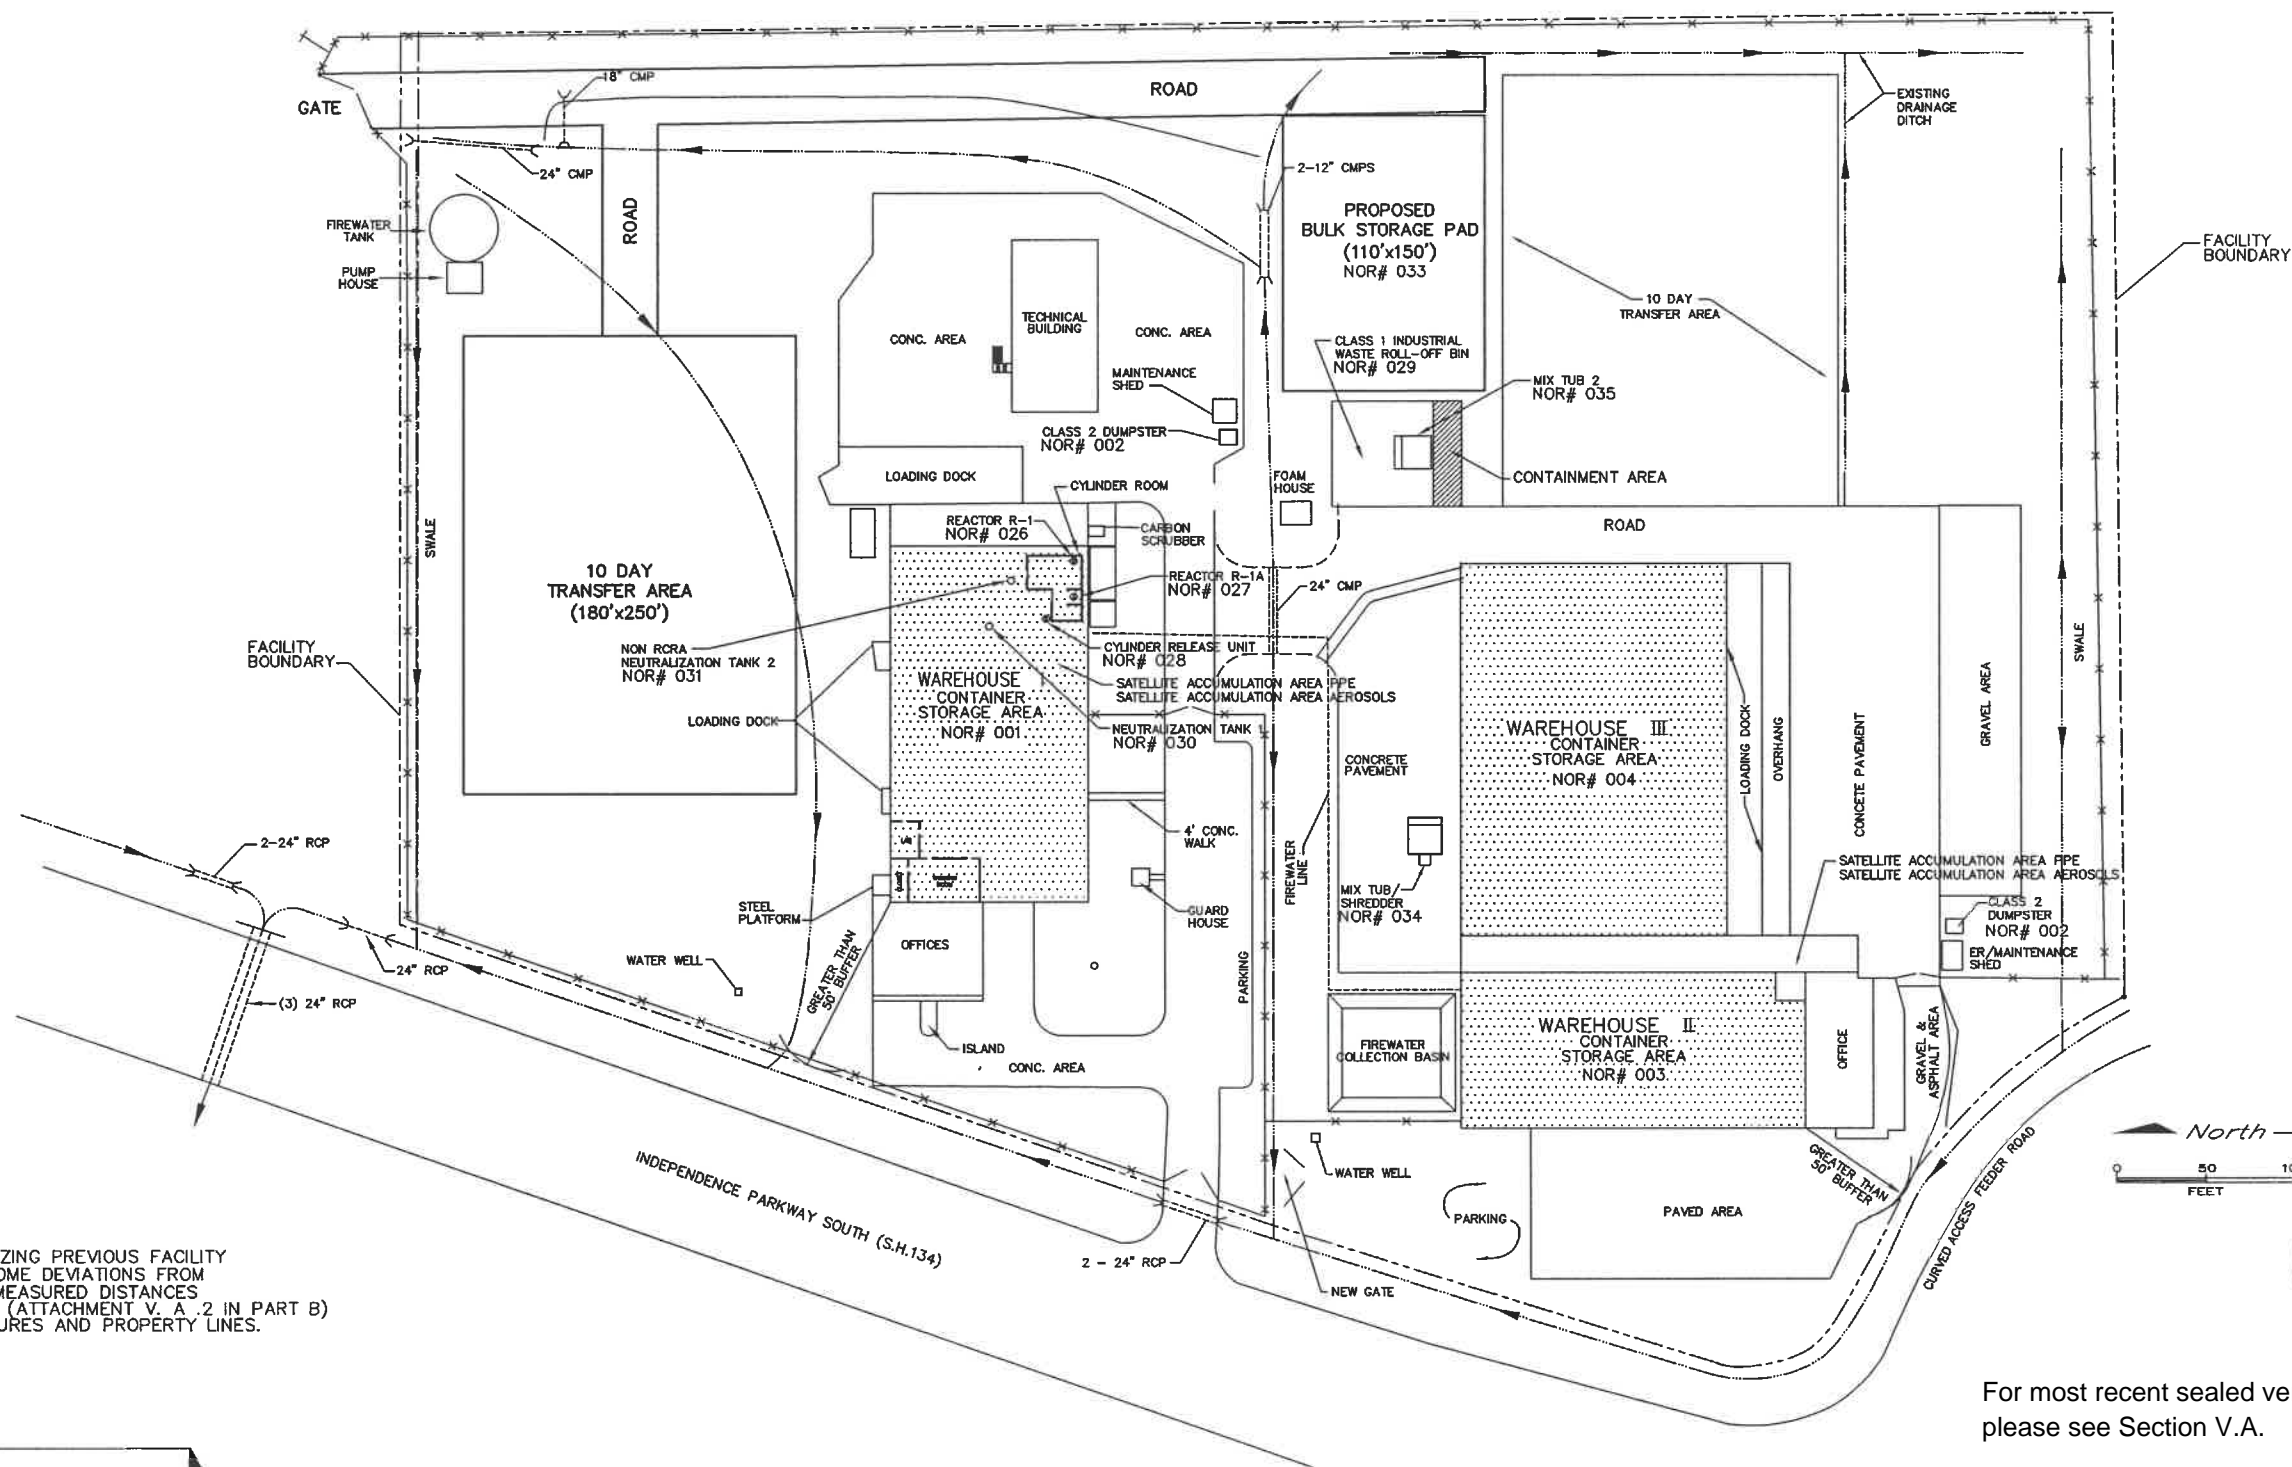 18" CMP
ROAD
GATE
EXISTING
DRAINAGE
DITCH
24" CMP
2-12" CMPS
ROAD
FIREWATER
TANK
PUMP
HOUSE
PROPOSED
BULK STORAGE PAD
(110'x150')
NOR# 033
FACILITY
BOUNDARY
10 DAY
TRANSFER AREA
TECHNICAL
BUILDING
CONC. AREA
CONC. AREA
CLASS 1 INDUSTRIAL
WASTE ROLL-OFF BIN
NOR# 029
MAINTENANCE
SHED
MIX TUB 2
NOR# 035
CLASS 2 DUMPSTER
NOR# 002
LOADING DOCK
CYLINDER ROOM
FOAM
HOUSE
CONTAINMENT AREA
SWALE
REACTOR R-1
NOR# 026
CARBON
SCRUBBER
ROAD
10 DAY
TRANSFER AREA
(180'x250')
REACTOR R-1A
NOR# 027
24" CMP
FACILITY
BOUNDARY
NON RCRA
NEUTRALIZATION TANK 2
NOR# 031
CYLINDER RELEASE UNIT
NOR# 028
SWALE
WAREHOUSE I
CONTAINER
STORAGE AREA
NOR# 001
SATELLITE ACCUMULATION AREA PPE
SATELLITE ACCUMULATION AREA AEROSOLS
GRAVEL AREA
LOADING DOCK
NEUTRALIZATION TANK 1
NOR# 030
WAREHOUSE III
CONTAINER
STORAGE AREA
NOR# 004
LOADING DOCK
OVERHANG
CONCETE PAVEMENT
CONCRETE
PAVEMENT
2-24" RCP
LAB
4' CONC.
WALK
FIREWATER
LINE
SATELLITE ACCUMULATION AREA PPE
SATELLITE ACCUMULATION AREA AEROSOLS
STEEL
PLATFORM
GUARD
HOUSE
MIX TUB/
SHREDDER
NOR# 034
CLASS 2
DUMPSTER
NOR# 002
ER/MAINTENANCE
SHED
OFFICES
24" RCP
WATER WELL
GREATER THAN
50' BUFFER
PARKING
(3) 24" RCP
ISLAND
CONC. AREA
FIREWATER
COLLECTION BASIN
WAREHOUSE II
CONTAINER
STORAGE AREA
NOR# 003
OFFICE
GRAVEL &
ASPHALT AREA
INDEPENDENCE PARKWAY SOUTH (S.H.134)
WATER WELL
GREATER THAN
50' BUFFER
North
0 50
FEET
PARKING
PAVED AREA
CURVED ACCESS FEEDER ROAD
2 - 24" RCP
NEW GATE
ZING PREVIOUS FACILITY
OME DEVIATIONS FROM
MEASURED DISTANCES
(ATTACHMENT V. A .2 IN PART B)
URES AND PROPERTY LINES.
For most recent sealed ve
please see Section V.A.